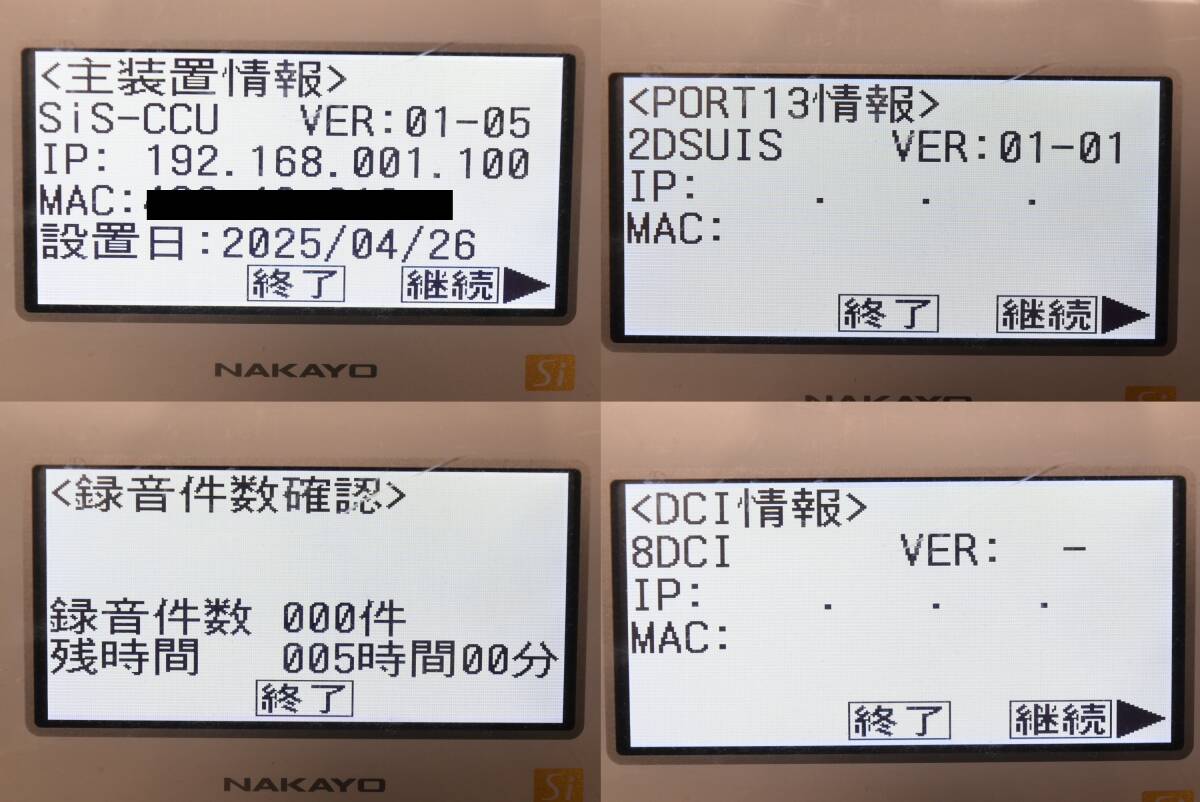 <主装置情報>
SiS-CCU VER:01-05
IP: 192.168.001.100
MAC:
設置日:2025/04/26
終了 継続
NAKAYO
Si
<PORT13情報>
2DSUIS VER:01-01
IP: . . .
MAC:
終了 継続
NAKAYO
Si
<録音件数確認>
録音件数 000件
残時間 005時間00分
終了
NAKAYO
Si
<DCI情報>
8DCI VER: -
IP: . . .
MAC:
終了 継続